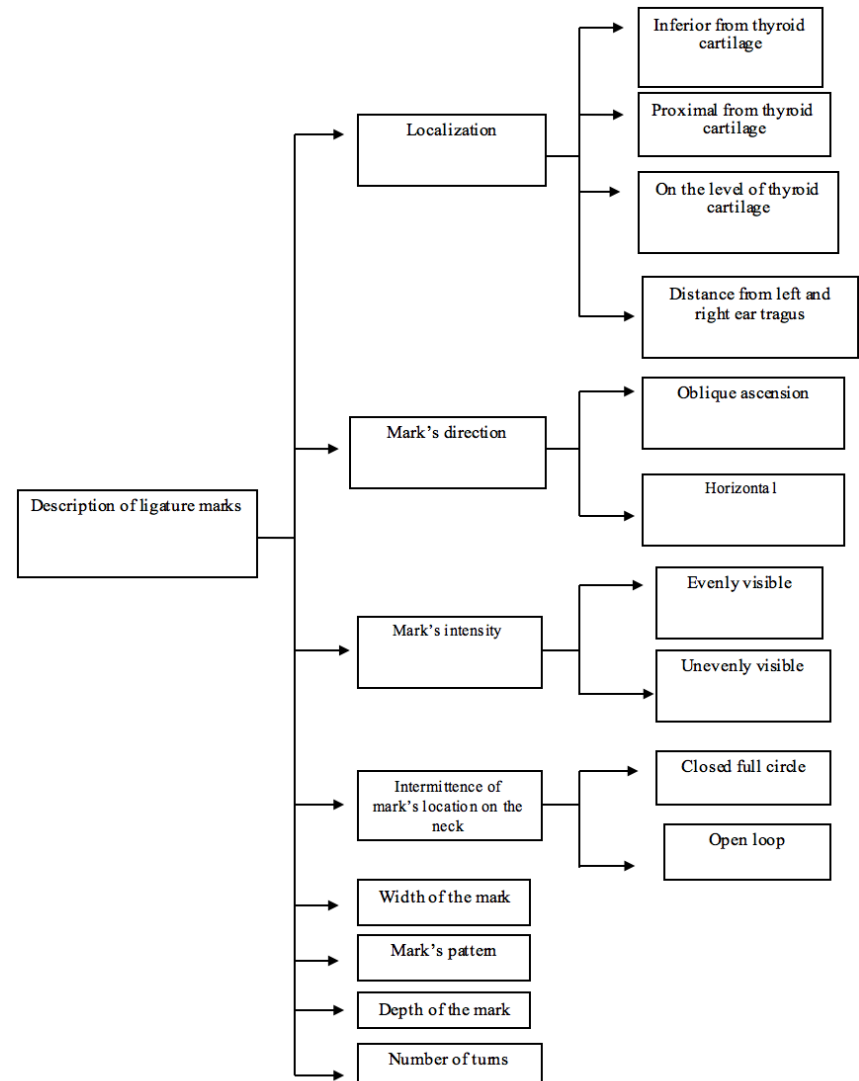 Description of ligature marks
Localization
Inferior from thyroid
cartilage
Proximal from thyroid
cartilage
On the level of thyroid
cartilage
Distance from left and
right ear tragus
Mark's direction
Oblique ascension
Horizontal
Mark's intensity
Evenly visible
Unevenly visible
Intermittence of
mark's location on the
neck
Closed full circle
Open loop
Width of the mark
Mark's pattern
Depth of the mark
Number of turns